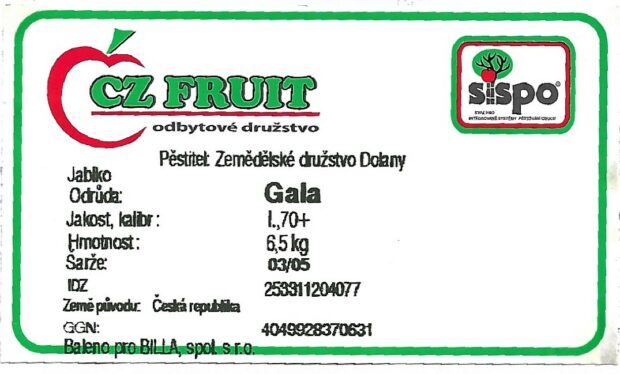 CZ FRUIT
odbytové družstvo
sispo®
Pěstitel: Zemědělské družstvo Dolany
Jablko
Odrůda: Gala
Jakost, kalibr: I.,70+
Hmotnost: 6,5 kg
Šarže: 03/05
IDZ 253311204077
Země původu: Česká republika
GGN: 4049928370631
Baleno pro BILLA, spol. s r.o.